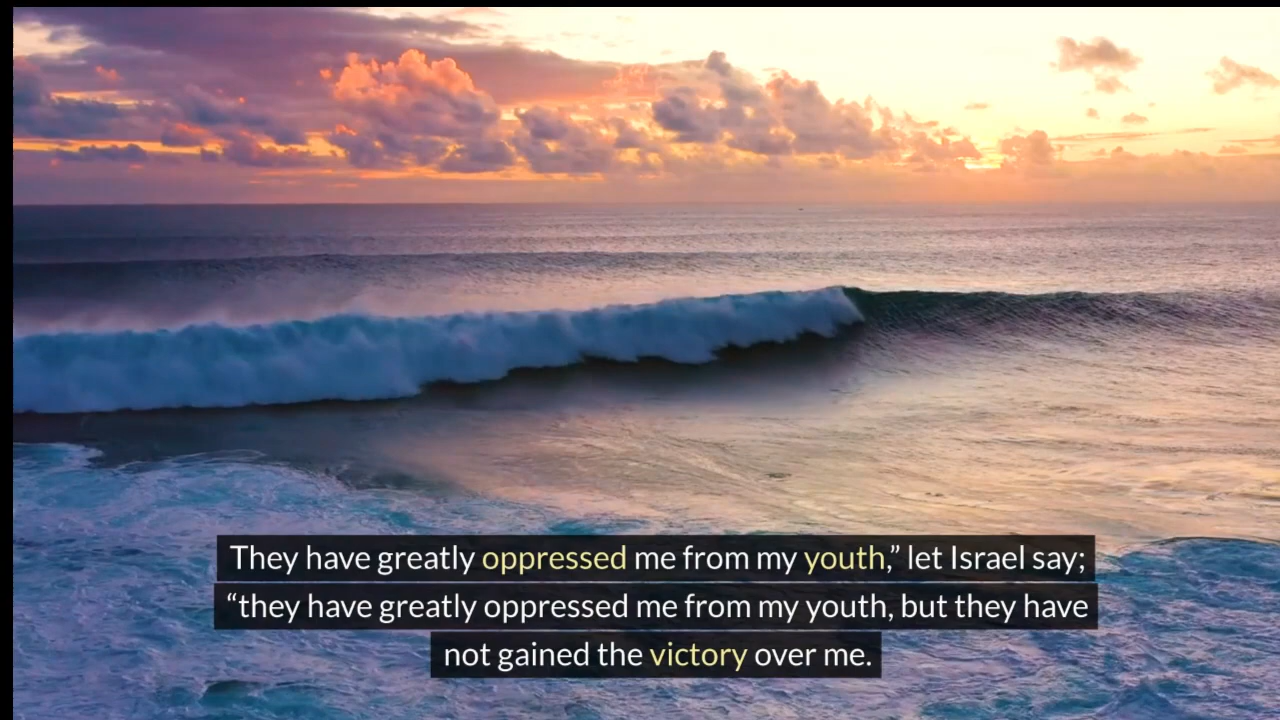 They have greatly oppressed me from my youth,” let Israel say;
“they have greatly oppressed me from my youth, but they have
not gained the victory over me.